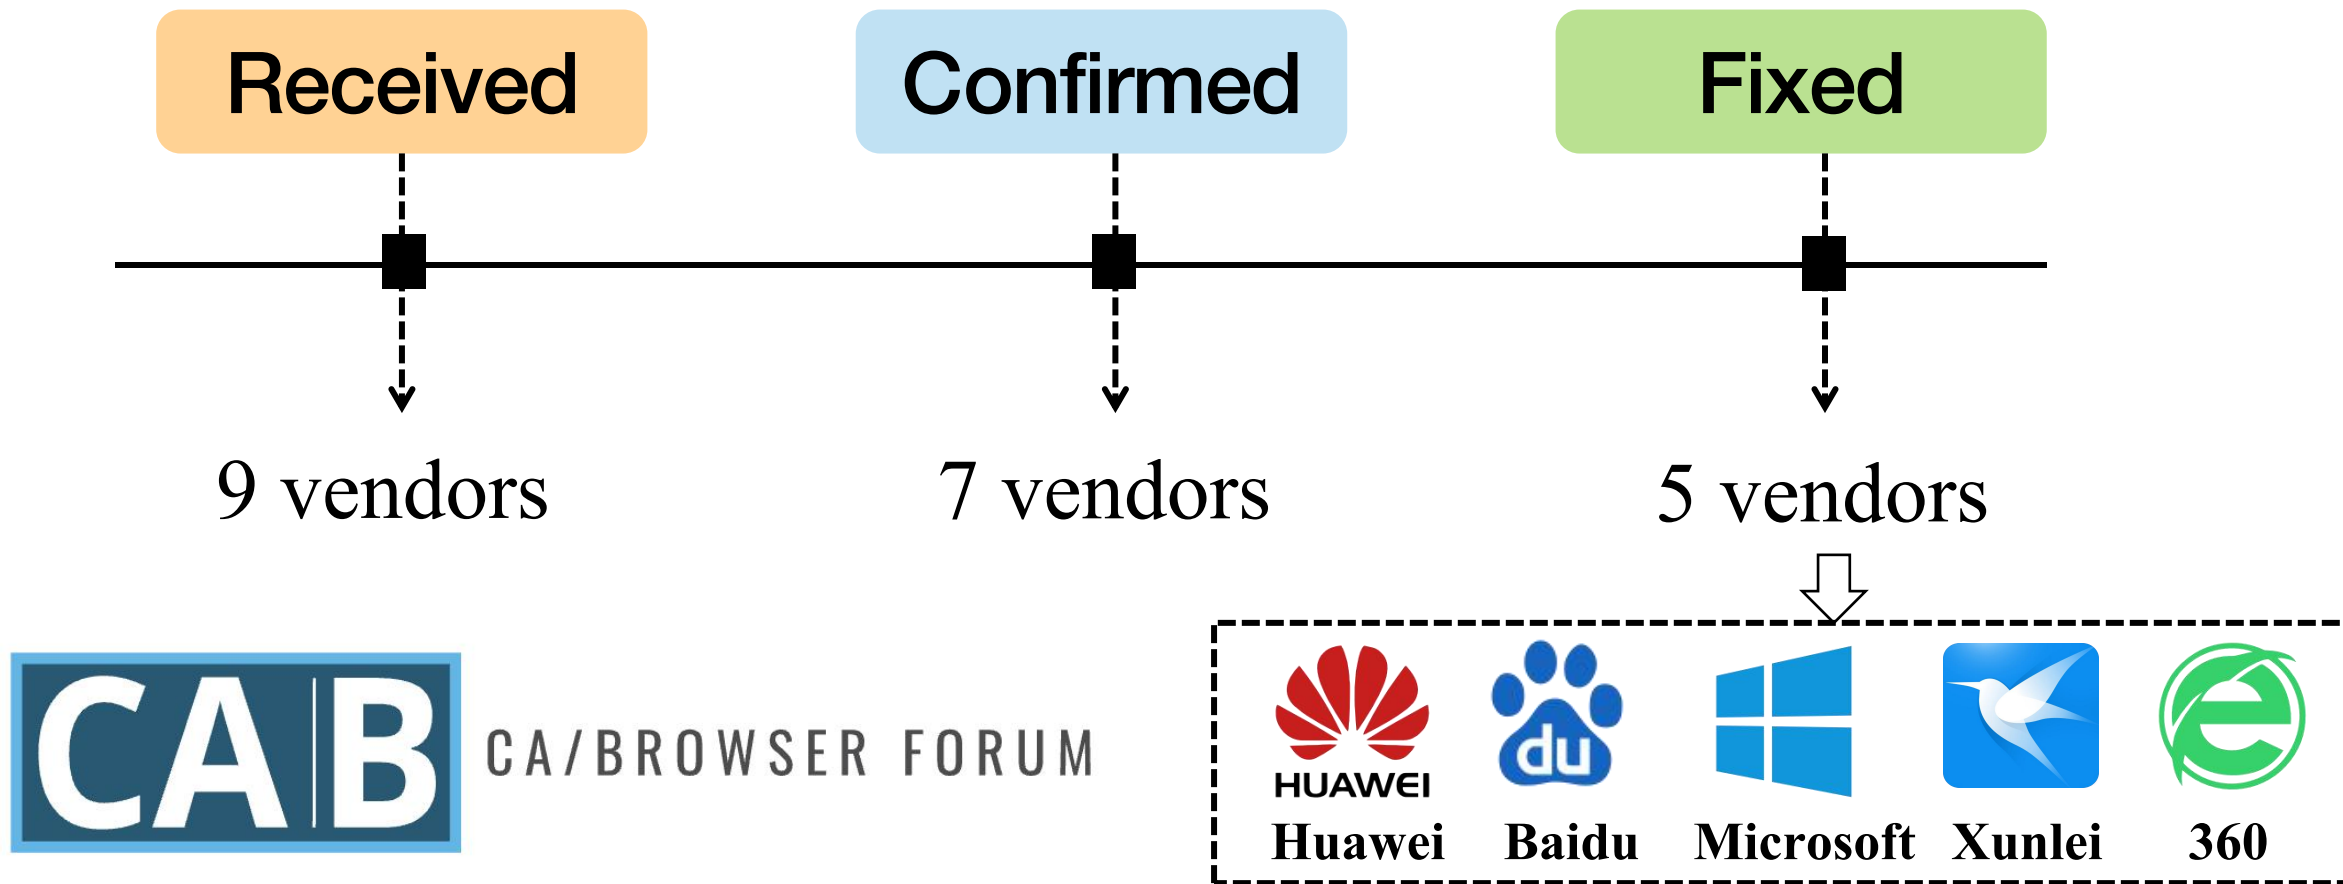 Received Confirmed Fixed
9 vendors 7 vendors 5 vendors
CA|B CA/BROWSER FORUM
du
HUAWEI
Huawei Baidu Microsoft Xunlei 360